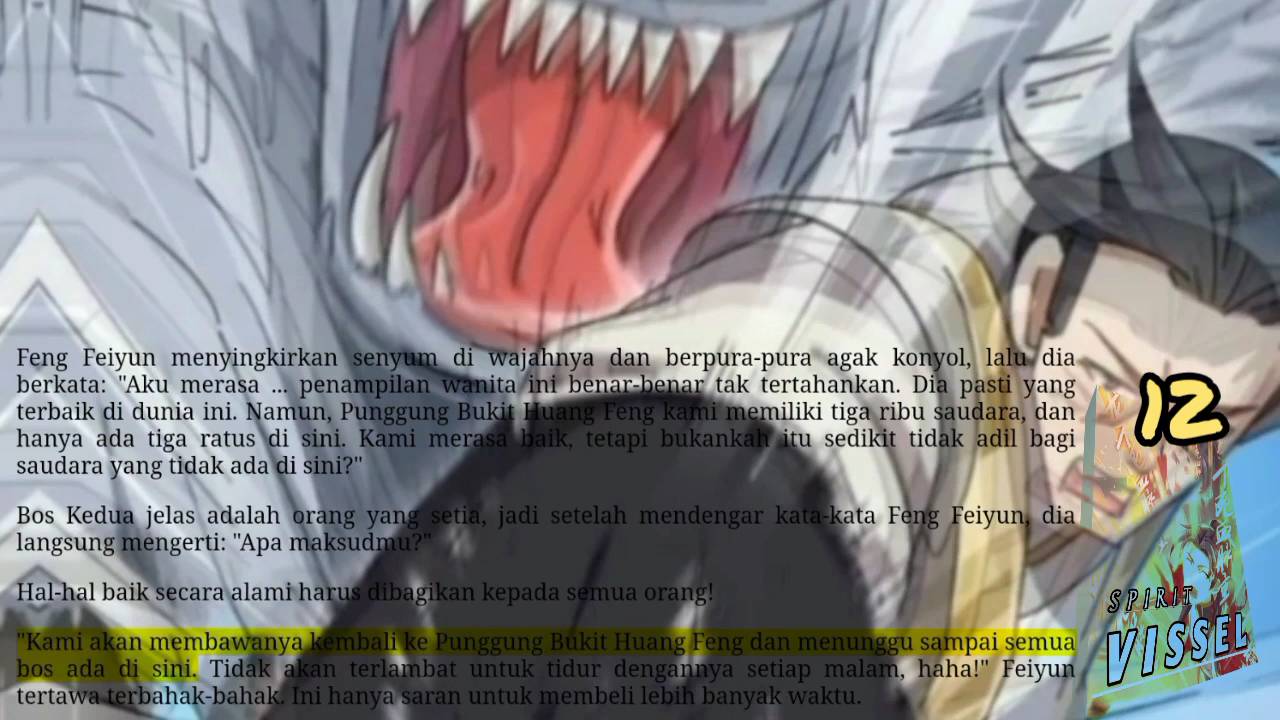 Feng Feiyun menyingkirkan senyum di wajahnya dan berpura-pura agak konyol, lalu dia
berkata: "Aku merasa ... penampilan wanita ini benar-benar tak tertahankan. Dia pasti yang
terbaik di dunia ini. Namun, Punggung Bukit Huang Feng kami memiliki tiga ribu saudara, dan
hanya ada tiga ratus di sini. Kami merasa baik, tetapi bukankah itu sedikit tidak adil bagi
saudara yang tidak ada di sini?"
Bos Kedua jelas adalah orang yang setia, jadi setelah mendengar kata-kata Feng Feiyun, dia
langsung mengerti: "Apa maksudmu?"
Hal-hal baik secara alami harus dibagikan kepada semua orang!
"Kami akan membawanya kembali ke Punggung Bukit Huang Feng dan menunggu sampai semua
bos ada di sini. Tidak akan terlambat untuk tidur dengannya setiap malam, haha!" Feiyun
tertawa terbahak-bahak. Ini hanya saran untuk membeli lebih banyak waktu.
12
SPIRIT
VISSEL